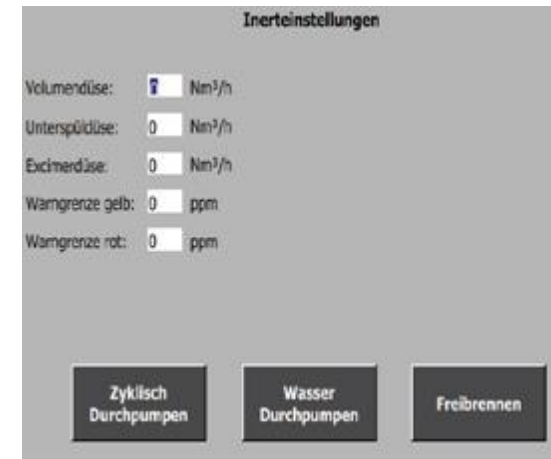 Inerteinstellungen
Volumendüse: 0 Nm³/h
Unterspüldüse: 0 Nm³/h
Excimerdüse: 0 Nm³/h
Warngrenze gelb: 0 ppm
Warngrenze rot: 0 ppm
Zyklisch
Durchpumpen
Wasser
Durchpumpen
Freibrennen